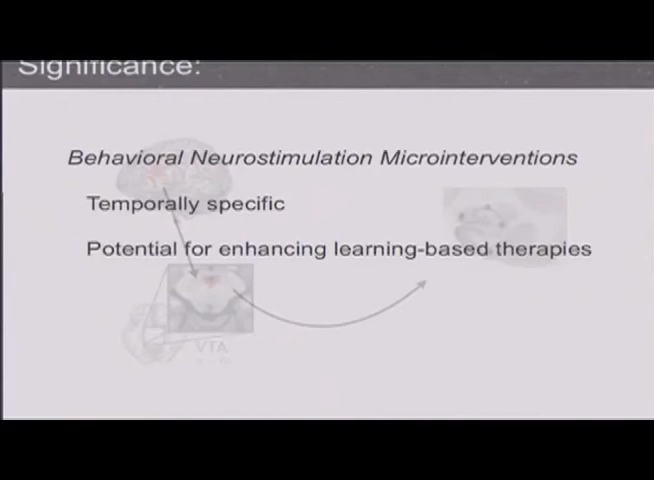 Significance:
Behavioral Neurostimulation Microinterventions
Temporally specific
Potential for enhancing learning-based therapies
VTA